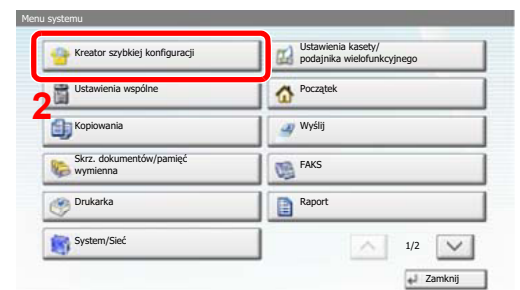 Menu systemu
Kreator szybkiej konfiguracji
Ustawienia kasety/
podajnika wielofunkcyjnego
2
Ustawienia wspólne
Początek
Kopiowania
Wyślij
Skrz. dokumentów/pamięć
wymienna
FAKS
Drukarka
Raport
System/Sieć
1/2
Zamknij